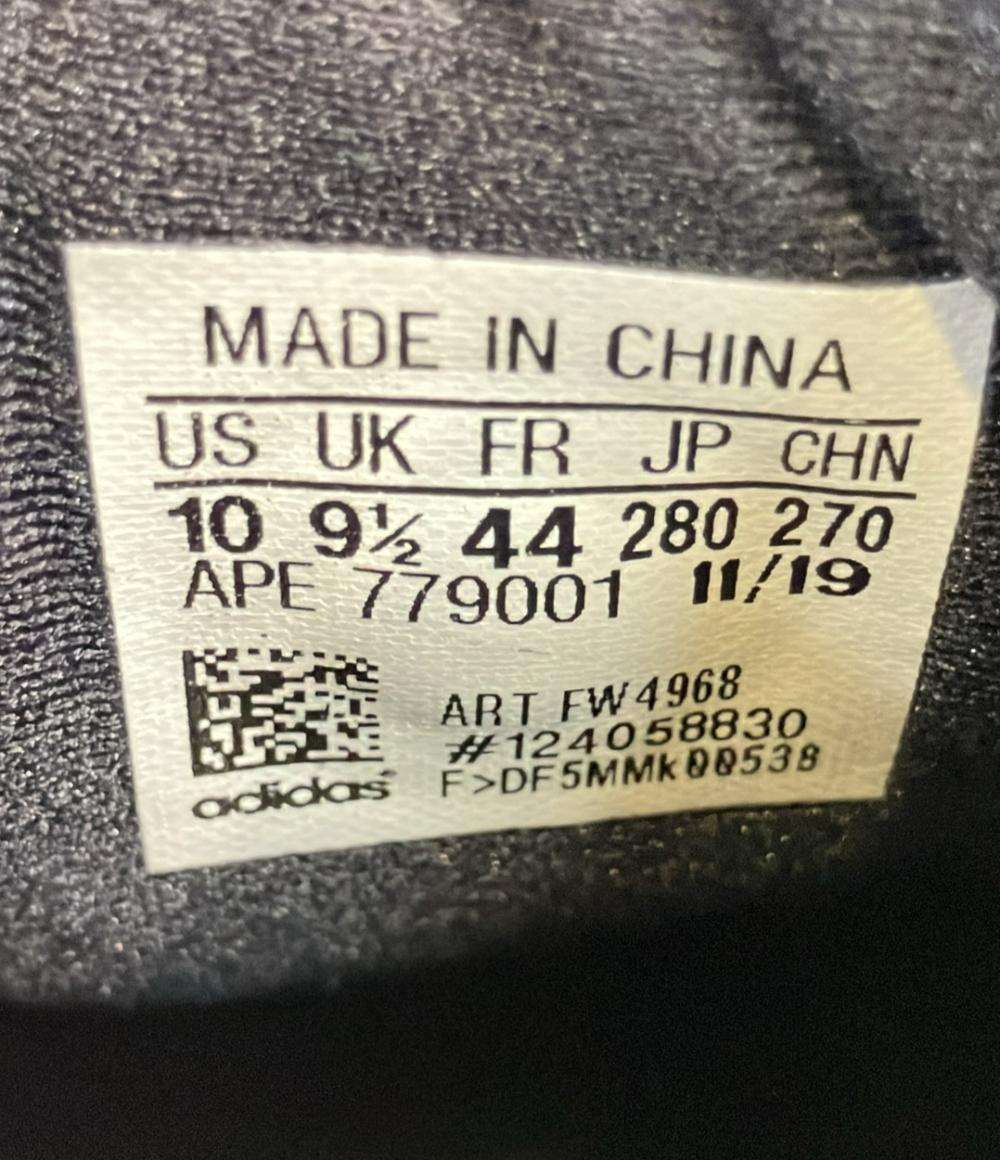 MADE IN CHINA
US UK FR JP CHN
10 9½ 44 280 270
APE 779001 11/19
ART FW4968
#124058830
F>DF5MMK00538
adidas